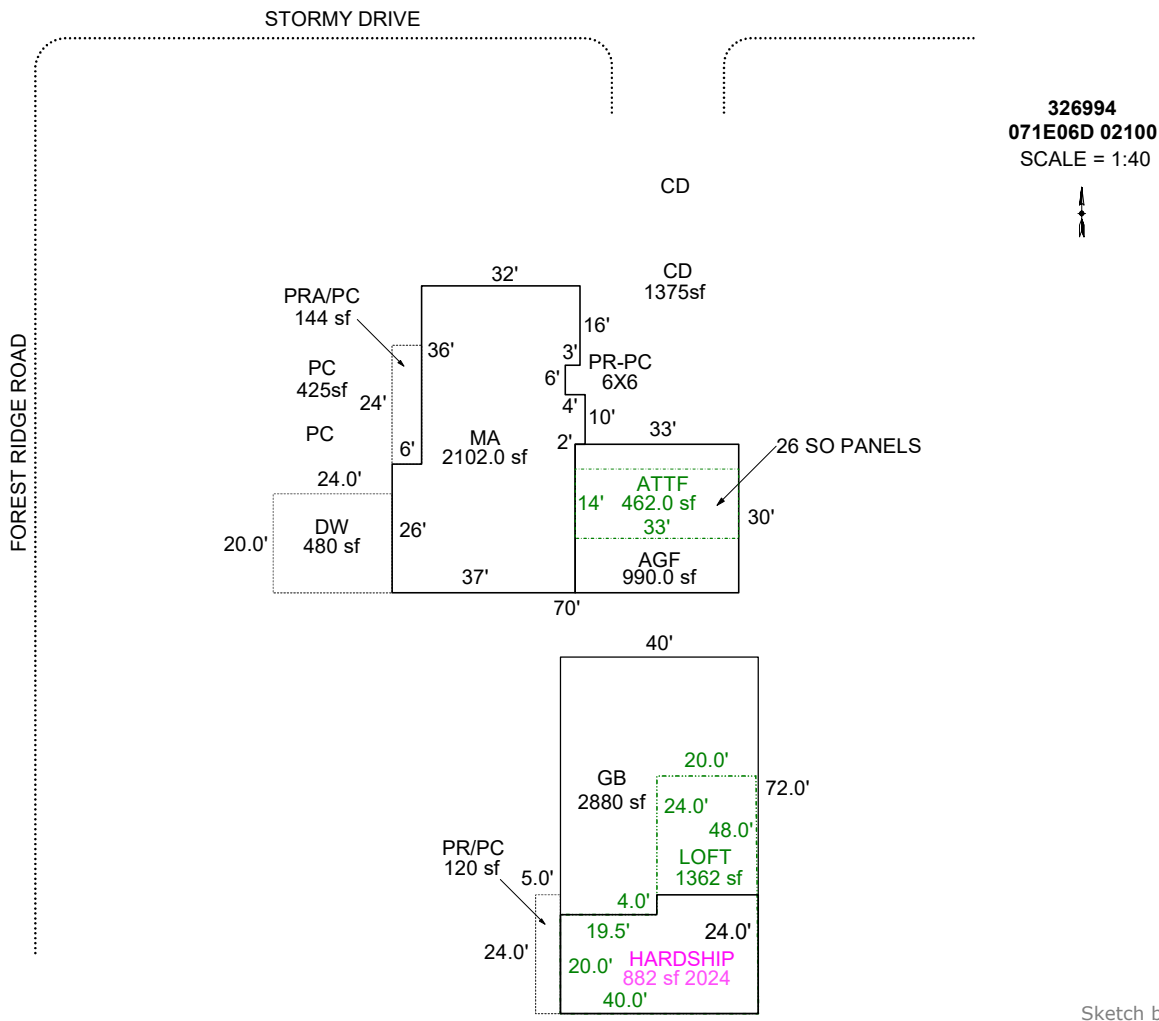 STORMY DRIVE
326994
071E06D 02100
SCALE = 1:40
FOREST RIDGE ROAD
CD
CD
1375sf
32'
PRA/PC
144 sf
16'
36'
3'
PR-PC
6X6
PC
425sf
6'
24'
4'
10'
PC
MA
2102.0 sf
33'
2'
26 SO PANELS
6'
24.0'
ATTF
462.0 sf
14'
33'
30'
DW
480 sf
20.0'
26'
AGF
990.0 sf
37'
70'
40'
20.0'
GB
2880 sf
72.0'
24.0'
48.0'
PR/PC
120 sf
LOFT
1362 sf
5.0'
4.0'
19.5'
24.0'
24.0'
HARDSHIP
882 sf 2024
20.0'
40.0'
Sketch b